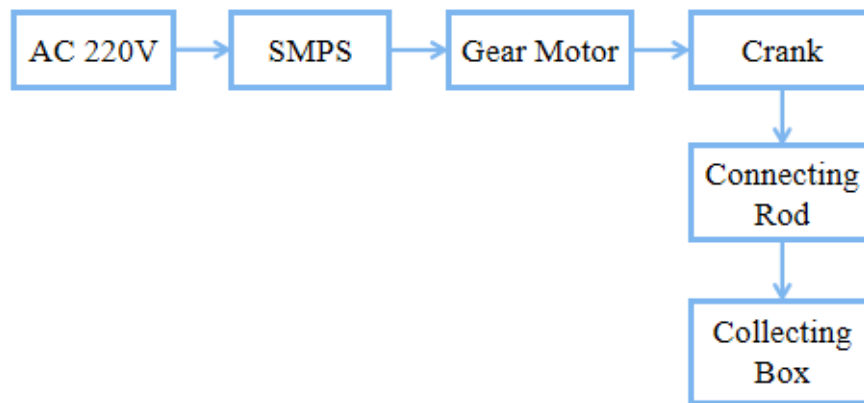 AC 220V
SMPS
Gear Motor
Crank
Connecting
Rod
Collecting
Box